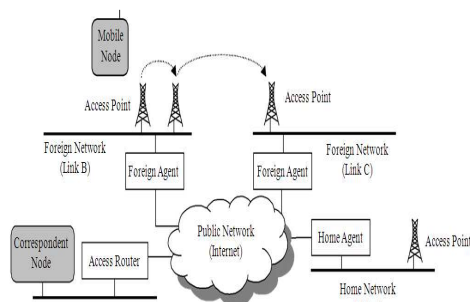 Mobile
Node
Access Point
Access Point
Foreign Network
(Link B)
Foreign Agent
Foreign Agent
Foreign Network
(Link C)
Public Network
(Internet)
Correspondent
Node
Access Router
Home Agent
Access Point
Home Network